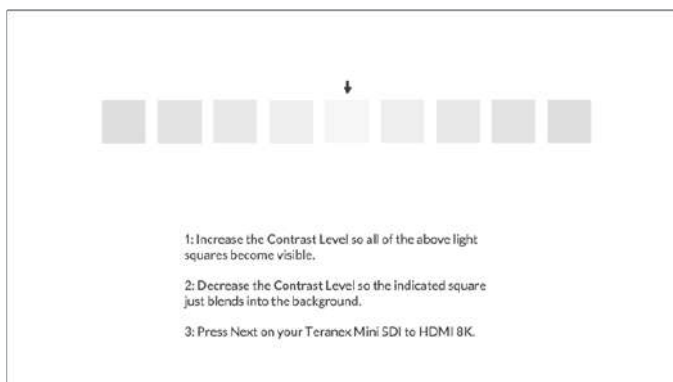 1: Increase the Contrast Level so all of the above light
squares become visible.
2: Decrease the Contrast Level so the indicated square
just blends into the background.
3: Press Next on your Teranex Mini SDI to HDMI 8K.